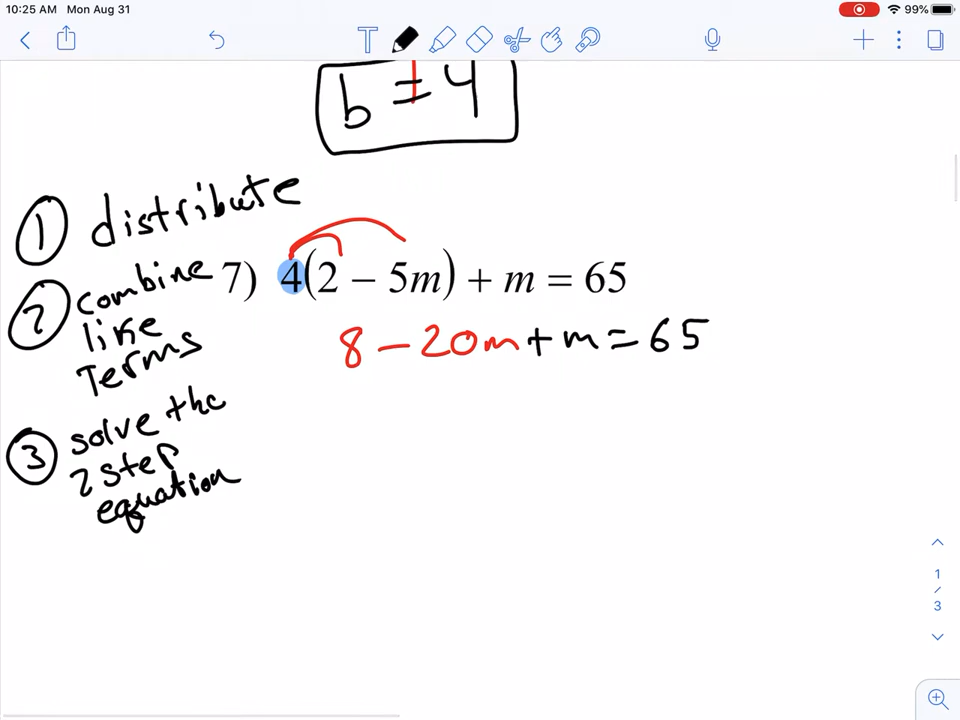 10:25 AM Mon Aug 31
99%
T
b = 4
1 distribute
7) 4(2 − 5m) + m = 65
2 combine
like
Terms
8 − 20m + m = 65
3 solve the
2 step
equation
1
/
3